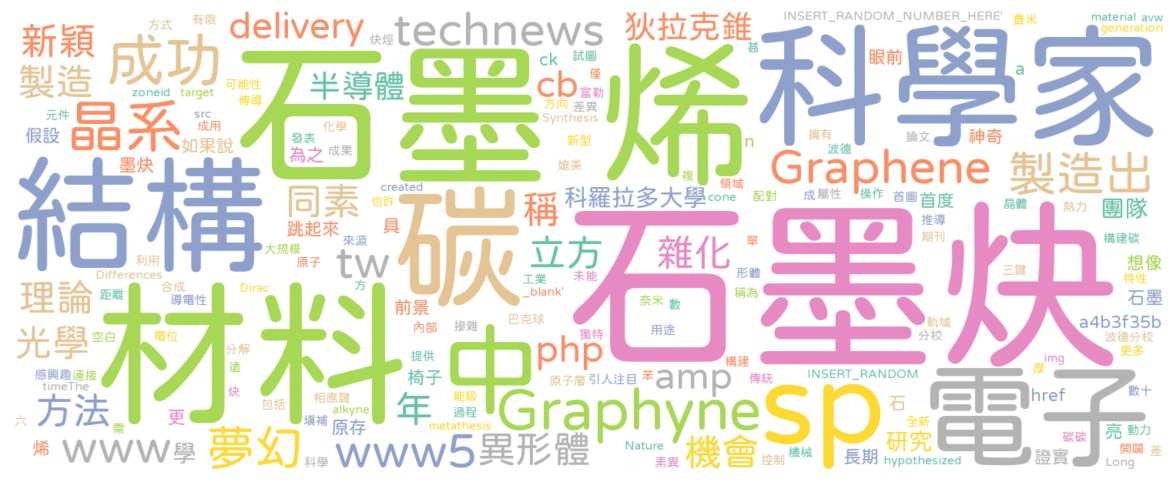 INSERT_RANDOM_NUMBER_HERE'
material
avw
方式
有限
新穎
delivery
炔烴
technews
狄拉克錐
費米
generation
成功
石墨烯
科學家
甚
ck
試圖
眼前
a
製造
可能性
半導體
cb
僅
富勒
zoneid
target
傳導
方向
差異
元件
src
晶系
成用
化學
Synthesis
擁有
論文
神奇
假設
如果說
發表
新型
n
波德
墨炔
為之
成果
媲美
複
領域
Graphene
製造出
結構
created
同素
碳
稱
科羅拉多大學
cone
配對
成
屬性
操作
首圖
首度
晶體
熱力
團隊
也許
具
石墨炔
推導
期刊
跳起來
構建碳
大規模
來源
立方
雜化
單
想像
利用
原子
tw
Differences
工業
未能
形體
三鍵
特性
合成
Dirac
方
_blank'
稱為
石墨
理論
距離
導電性
前景
奈米
數
內部
摻雜
巴克球
獨特
a4b3f35b
光學
空白
材料
電位
中
php
用途
軌域
分校
波德分校
更多
分解
提供
構建
img
感興趣
連接
遠
椅子
原子層
引人注目
苯
amp
傳統
INSERT_RANDOM
厚
timeThe
炔
相應鍵
能級
sp
電子
href
數十
方法
包括
年
Graphyne
石
六
更
填補
alkyne
過程
全新
亮
動力
需
原存
metathesis
研究
烯
www
學
夢幻
www5
異形體
Nature
機會
機械
長期
證實
碳碳
開闢
差
科學
素異
控制
hypothesized
Long